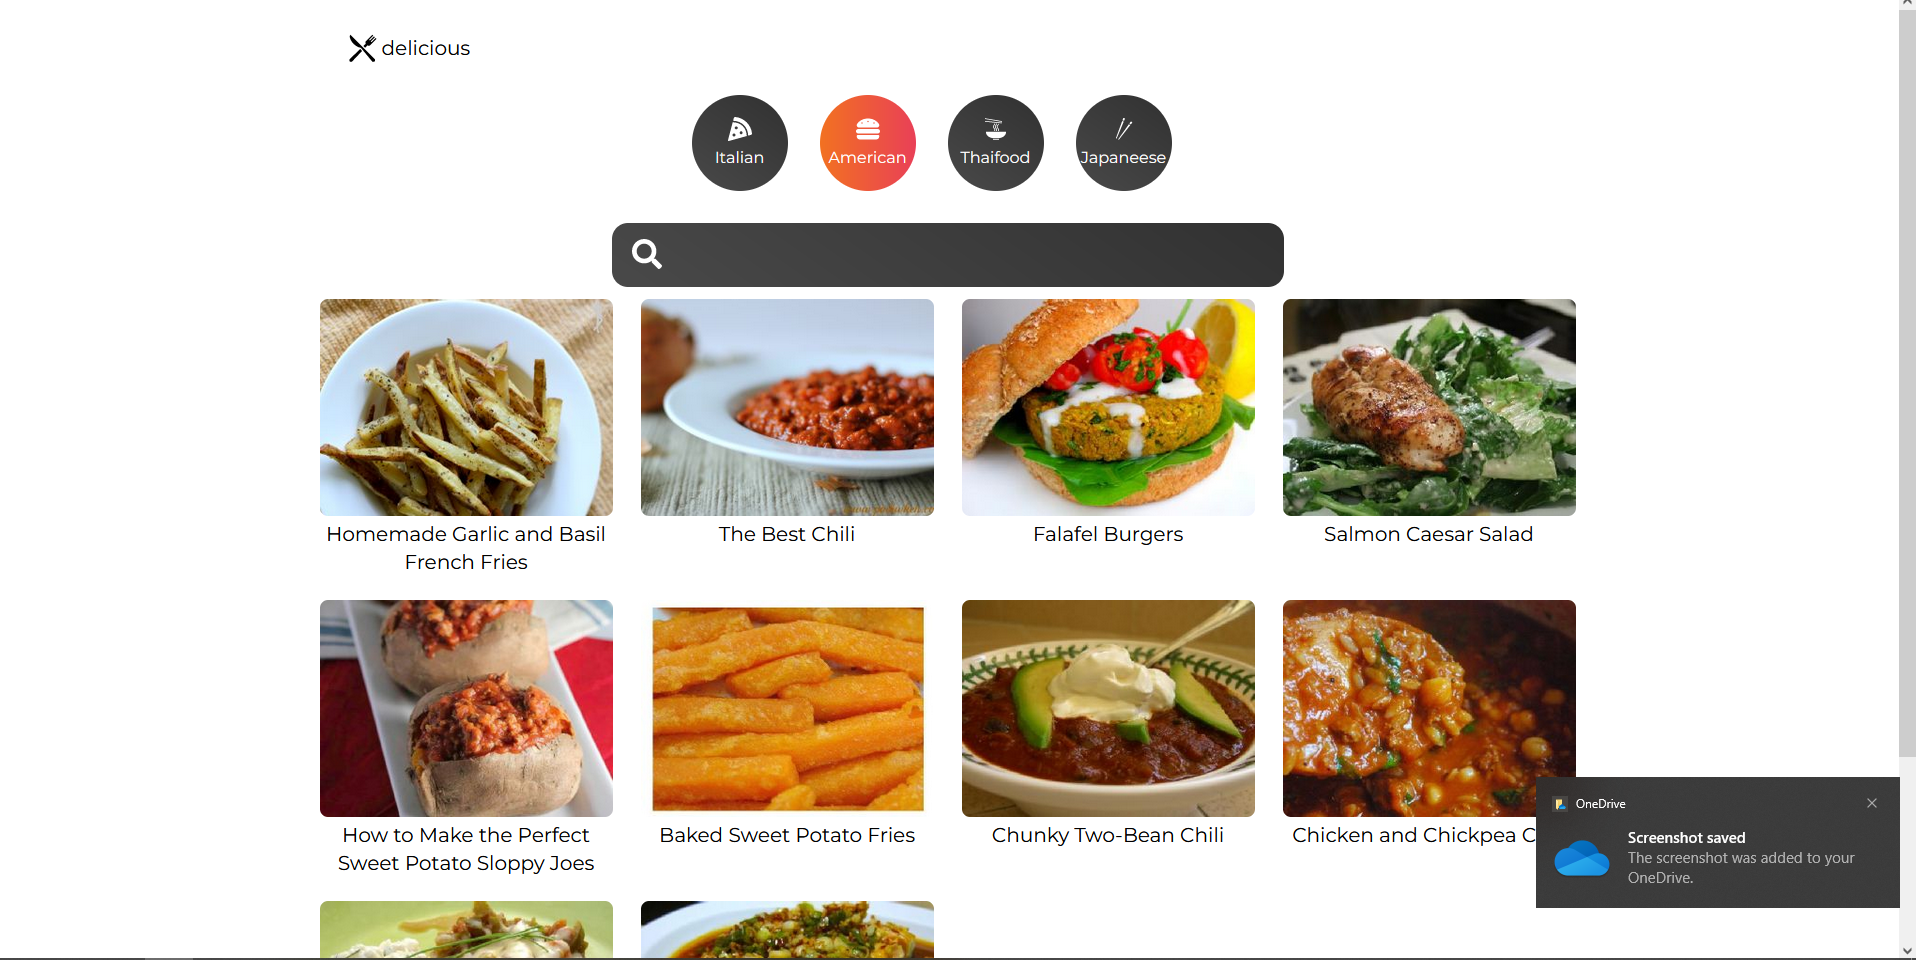 delicious
Italian
American
Thaifood
Japaneese
Homemade Garlic and Basil
French Fries
The Best Chili
Falafel Burgers
Salmon Caesar Salad
How to Make the Perfect
Sweet Potato Sloppy Joes
Baked Sweet Potato Fries
Chunky Two-Bean Chili
Chicken and Chickpea C
OneDrive
Screenshot saved
The screenshot was added to your
OneDrive.